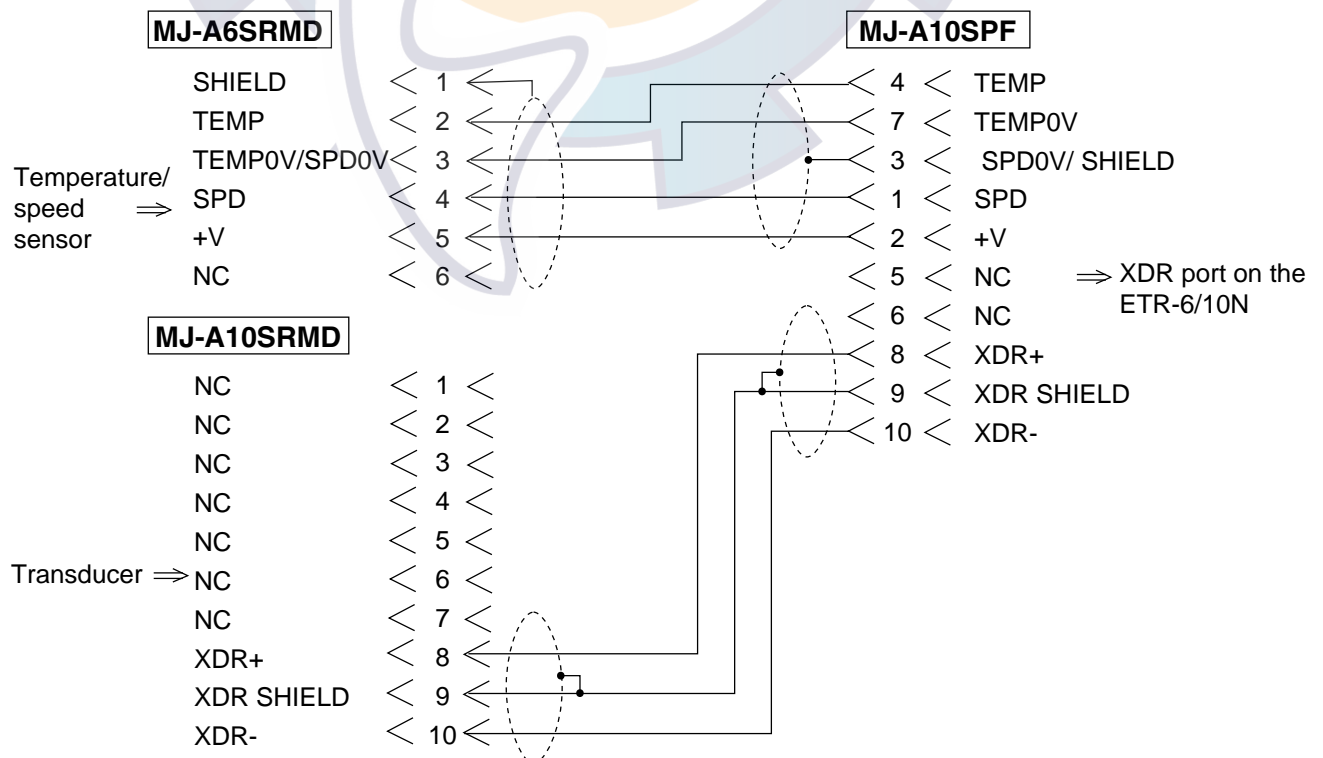 MJ-A6SRMD
SHIELD 1
TEMP 2
TEMP0V/SPD0V 3
SPD 4
+V 5
NC 6
Temperature/
speed
sensor
MJ-A10SRMD
NC 1
NC 2
NC 3
NC 4
NC 5
NC 6
NC 7
XDR+ 8
XDR SHIELD 9
XDR- 10
Transducer
MJ-A10SPF
4 TEMP
7 TEMP0V
3 SPD0V/ SHIELD
1 SPD
2 +V
5 NC
6 NC
8 XDR+
9 XDR SHIELD
10 XDR-
XDR port on the
ETR-6/10N